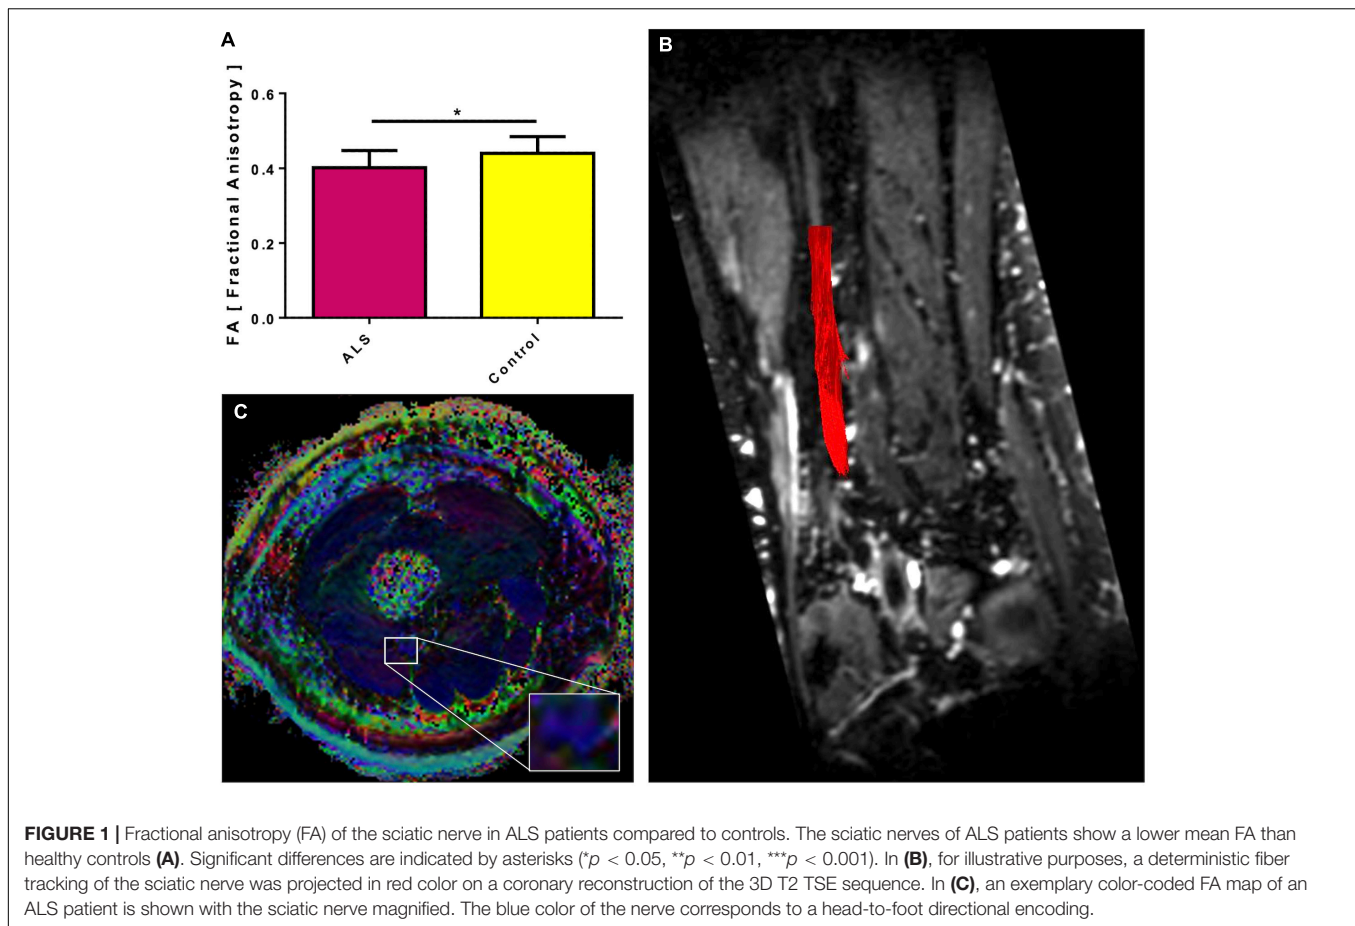 A
FA [ Fractional Anisotropy ]
0.6
0.4
0.2
0.0
*
ALS
Control
B
C
FIGURE 1 | Fractional anisotropy (FA) of the sciatic nerve in ALS patients compared to controls. The sciatic nerves of ALS patients show a lower mean FA than
healthy controls (A). Significant differences are indicated by asterisks (*p < 0.05, **p < 0.01, ***p < 0.001). In (B), for illustrative purposes, a deterministic fiber
tracking of the sciatic nerve was projected in red color on a coronary reconstruction of the 3D T2 TSE sequence. In (C), an exemplary color-coded FA map of an
ALS patient is shown with the sciatic nerve magnified. The blue color of the nerve corresponds to a head-to-foot directional encoding.